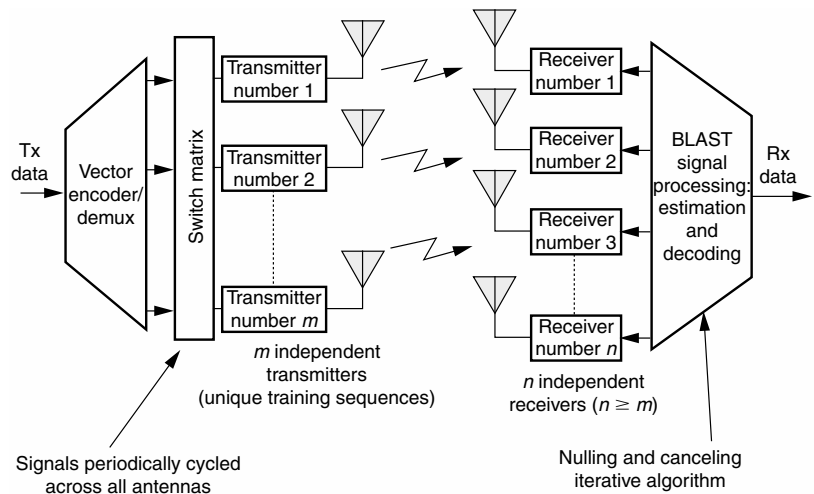 Tx
data
Vector
encoder/
demux
Switch matrix
Transmitter
number 1
Transmitter
number 2
Transmitter
number m
m independent
transmitters
(unique training sequences)
Signals periodically cycled
across all antennas
Receiver
number 1
Receiver
number 2
Receiver
number 3
Receiver
number n
n independent
receivers (n ≥ m)
BLAST
signal
processing:
estimation
and
decoding
Rx
data
Nulling and canceling
iterative algorithm